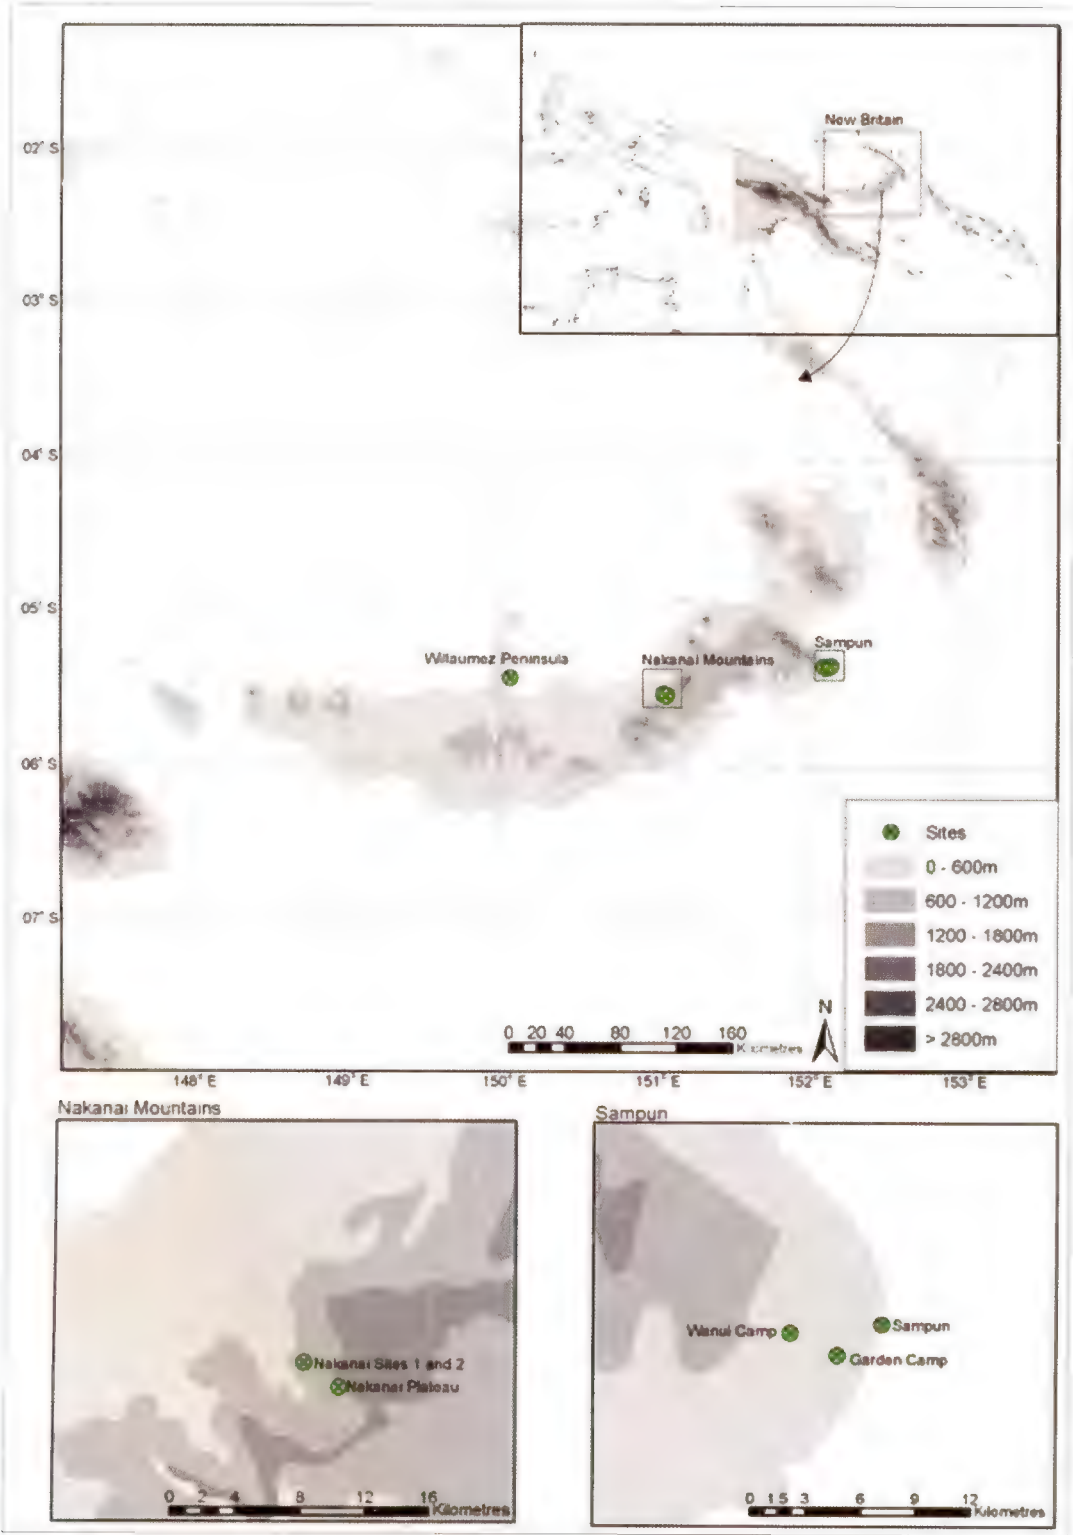 New Britain
02° S
03° S
04° S
05° S
06° S
07° S
Willaumez Peninsula
Nakanai Mountains
Sampun
Sites
0 - 600m
600 - 1200m
1200 - 1800m
1800 - 2400m
2400 - 2800m
> 2800m
N
0 20 40 80 120 160
Kilometres
148° E 149° E 150° E 151° E 152° E 153° E
Nakanai Mountains
Nakanai Sites 1 and 2
Nakanai Plateau
0 2 4 8 12 16
Kilometres
Sampun
Wanui Camp
Sampun
Garden Camp
0 1.5 3 6 9 12
Kilometres